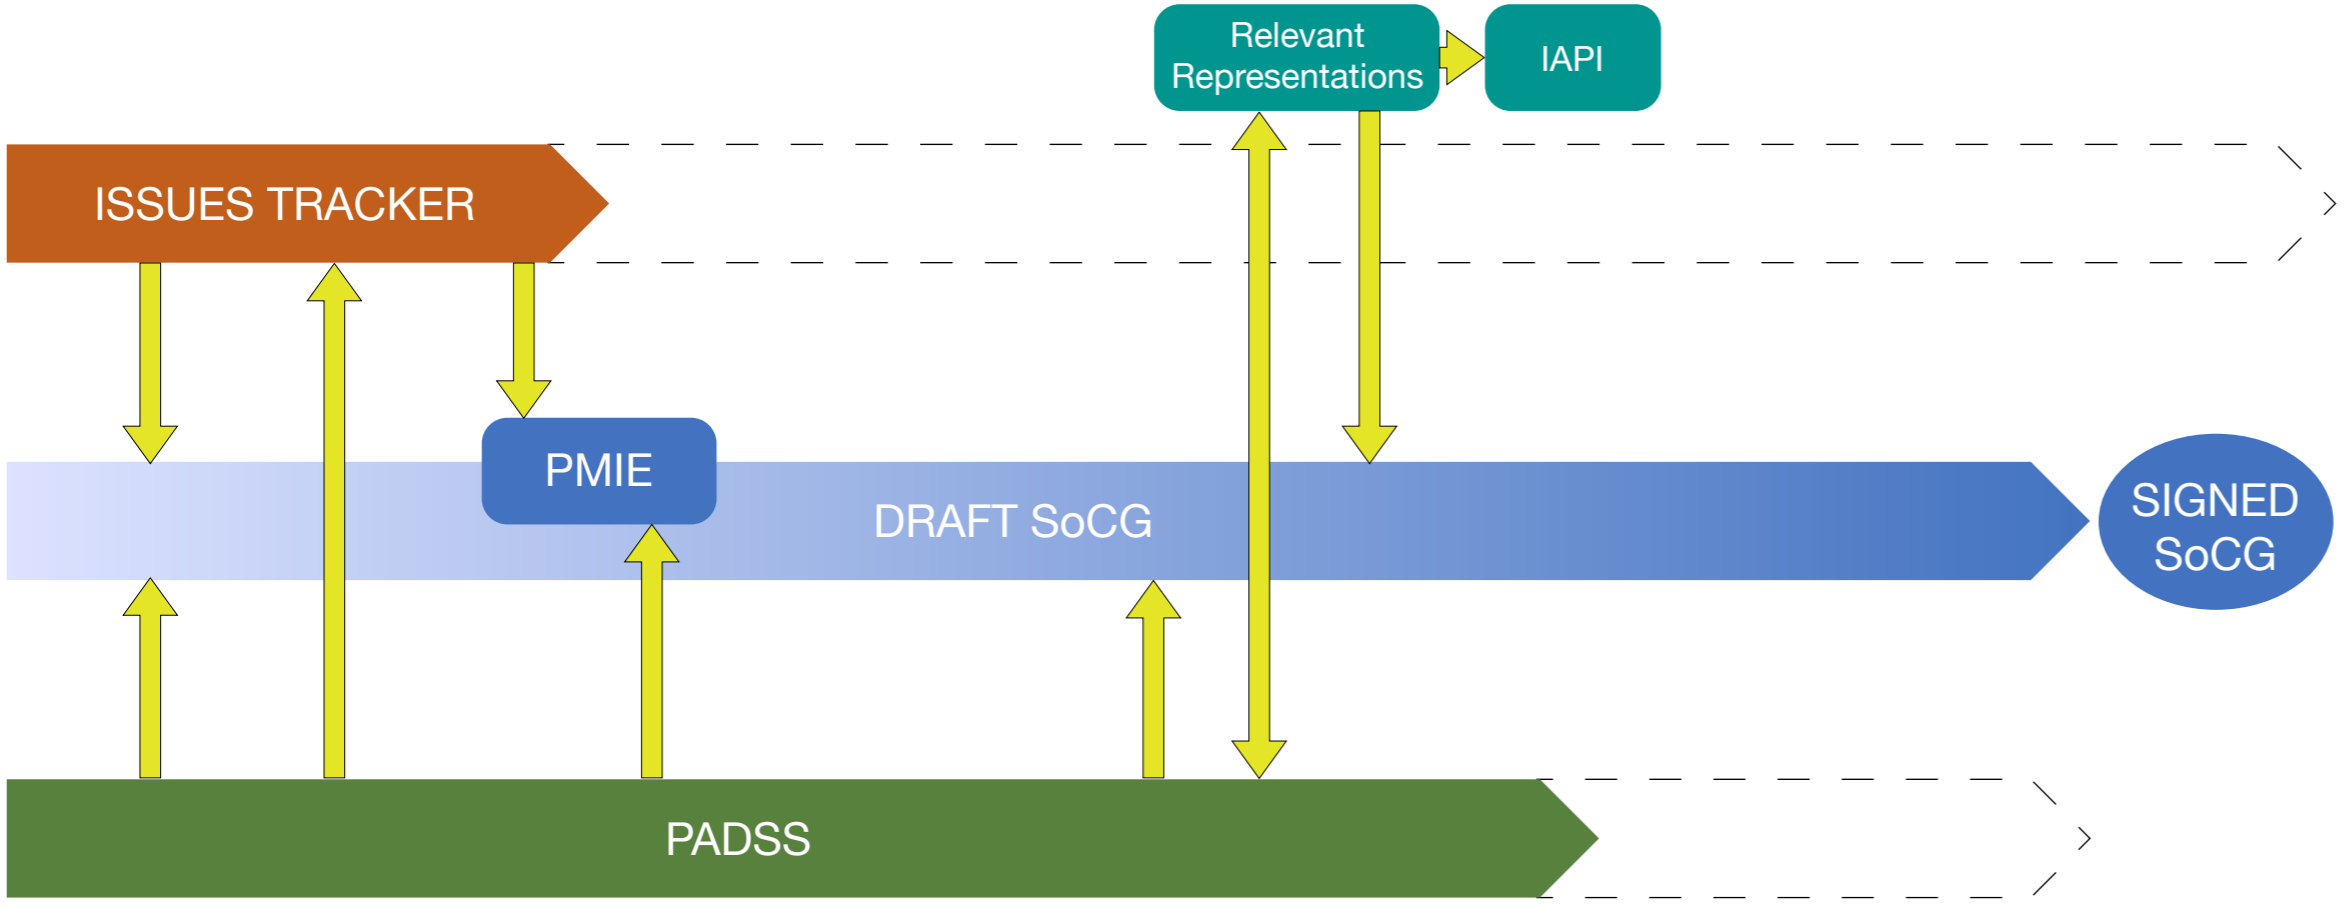 Relevant
Representations
IAPI
ISSUES TRACKER
PMIE
DRAFT SoCG
SIGNED
SoCG
PADSS